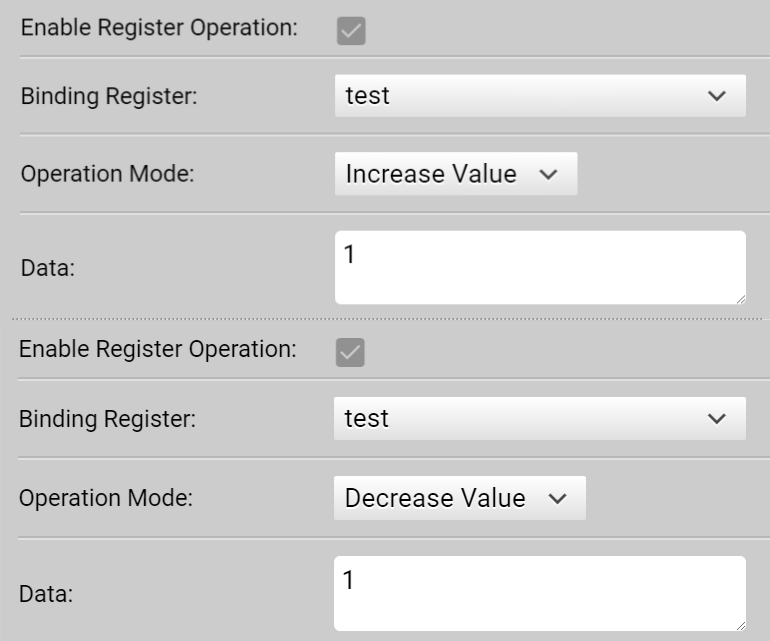 Enable Register Operation:
Binding Register: test
Operation Mode: Increase Value
Data: 1
Enable Register Operation:
Binding Register: test
Operation Mode: Decrease Value
Data: 1